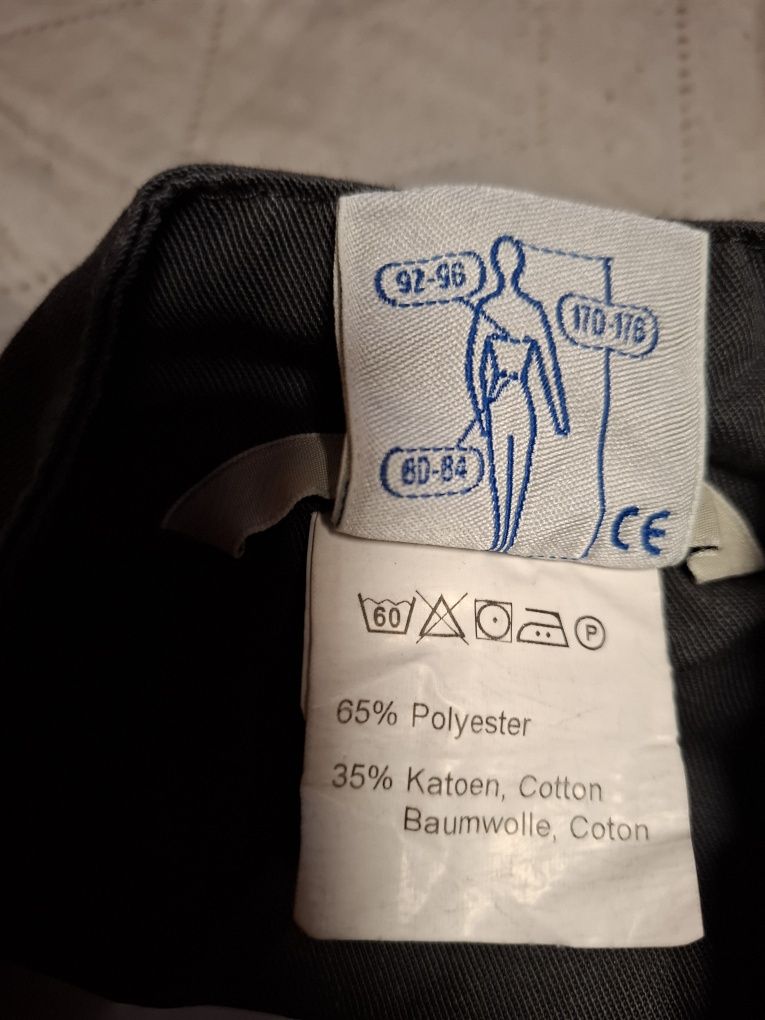 92-96
170-176
80-84
CE
60
P
65% Polyester
35% Katoen, Cotton
Baumwolle, Coton